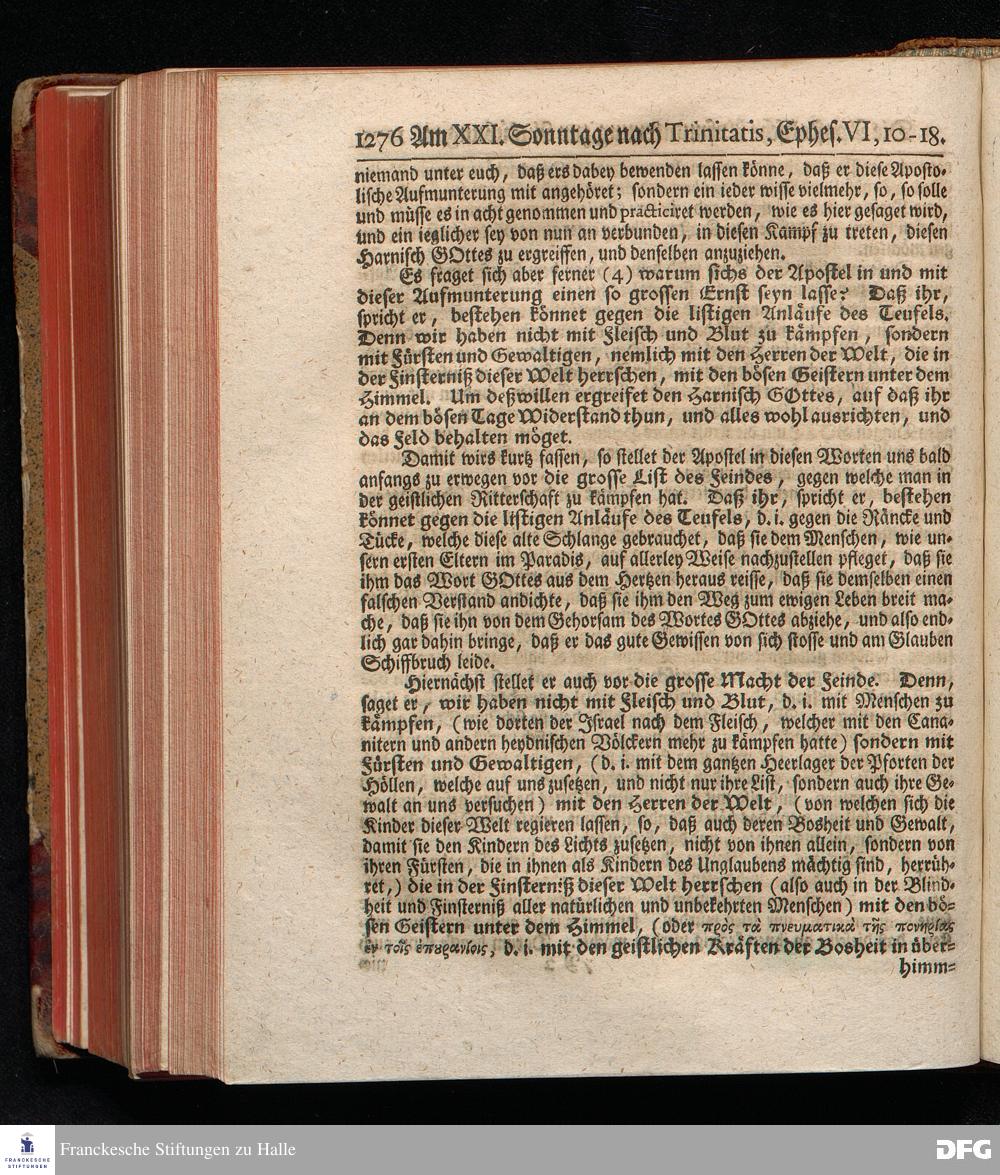 1276 Am XXI. Sonntage nach Trinitatis, Ephes. VI, 10-18.
niemand unter euch, daß ers dabey bewenden lassen könne, daß er diese Aposto-
lische Aufmunterung mit angehöret; sondern ein ieder wisse vielmehr, so, so solle
und müsse es in acht genommen und practiciret werden, wie es hier gesaget wird,
und ein ieglicher sey von nun an verbunden, in diesen Kampf zu treten, diesen
Harnisch GOttes zu ergreiffen, und denselben anzuziehen.
Es fraget sich aber ferner (4) warum sichs der Apostel in und mit
dieser Aufmunterung einen so grossen Ernst seyn lasse? Daß ihr,
spricht er, bestehen könnet gegen die listigen Anläufe des Teufels.
Denn wir haben nicht mit Fleisch und Blut zu kämpfen, sondern
mit Fürsten und Gewaltigen, nemlich mit den Herren der Welt, die in
der Finsterniß dieser Welt herrschen, mit den bösen Geistern unter dem
Himmel. Um deßwillen ergreifet den Harnisch GOttes, auf daß ihr
an dem bösen Tage Widerstand thun, und alles wohl ausrichten, und
das Feld behalten möget.
Damit wirs kurtz fassen, so stellet der Apostel in diesen Worten uns bald
anfangs zu erwegen vor die grosse List des Feindes, gegen welche man in
der geistlichen Ritterschaft zu kämpfen hat. Daß ihr, spricht er, bestehen
könnet gegen die listigen Anläufe des Teufels, d. i. gegen die Räncke und
Tücke, welche diese alte Schlange gebrauchet, daß sie dem Menschen, wie un-
sern ersten Eltern im Paradis, auf allerley Weise nachzustellen pfleget, daß sie
ihm das Wort GOttes aus dem Hertzen heraus reisse, daß sie demselben einen
falschen Verstand andichte, daß sie ihm den Weg zum ewigen Leben breit ma-
che, daß sie ihn von dem Gehorsam des Wortes GOttes abziehe, und also end-
lich gar dahin bringe, daß er das gute Gewissen von sich stosse und am Glauben
Schiffbruch leide.
Hiernächst stellet er auch vor die grosse Macht der Feinde. Denn,
saget er, wir haben nicht mit Fleisch und Blut, d. i. mit Menschen zu
kämpfen, (wie dorten der Israel nach dem Fleisch, welcher mit den Cana-
nitern und andern heydnischen Völckern mehr zu kämpfen hatte) sondern mit
Fürsten und Gewaltigen, (d. i. mit dem gantzen Heerlager der Pforten der
Höllen, welche auf uns zusetzen, und nicht nur ihre List, sondern auch ihre Ge-
walt an uns versuchen) mit den Herren der Welt, (von welchen sich die
Kinder dieser Welt regieren lassen, so, daß auch deren Bosheit und Gewalt,
damit sie den Kindern des Lichts zusetzen, nicht von ihnen allein, sondern von
ihren Fürsten, die in ihnen als Kindern des Unglaubens mächtig sind, herrüh-
ret,) die in der Finsterniß dieser Welt herrschen (also auch in der Blind-
heit und Finsterniß aller natürlichen und unbekehrten Menschen) mit den bö-
sen Geistern unter dem Himmel, (oder πρὸς τὰ πνευματικὰ τῆς πονηρίας
ἐν τοῖς ἐπουρανίοις, d. i. mit den geistlichen Kräften der Bosheit in über-
himm-
FRANCKESCHE
STIFTUNGEN
Franckesche Stiftungen zu Halle
DFG